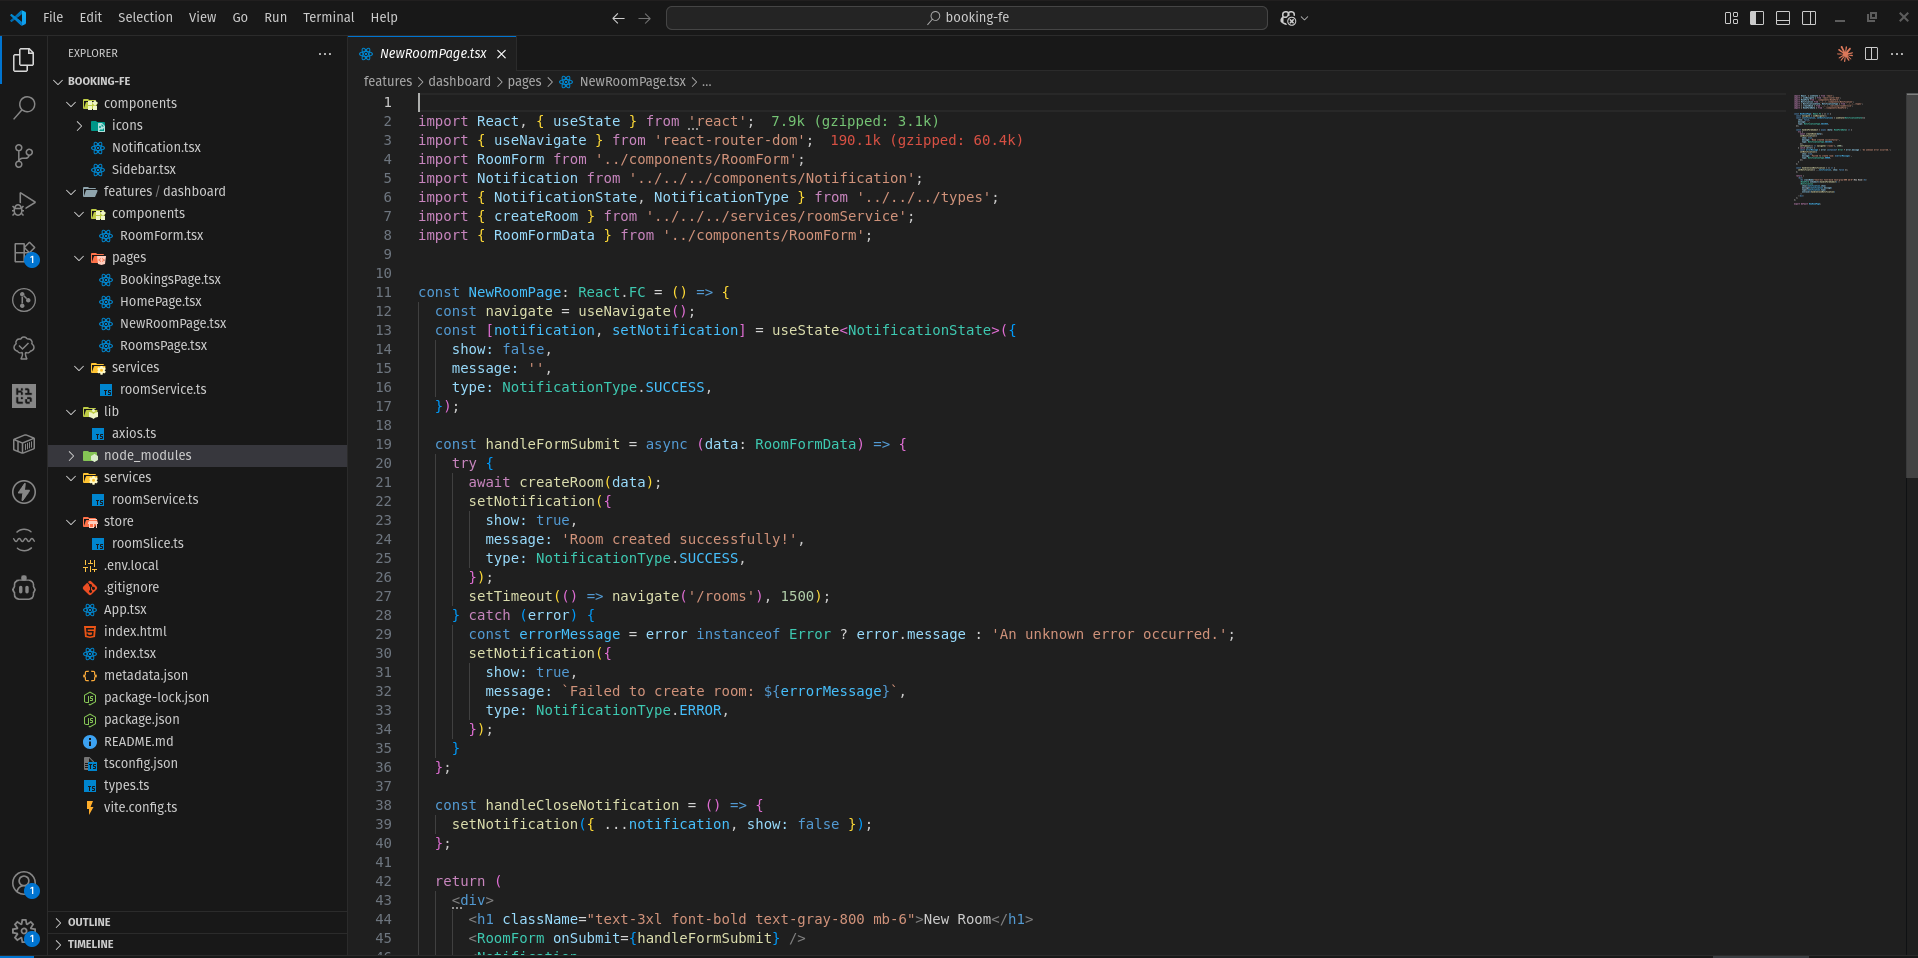 File Edit Selection View Go Run Terminal Help
booking-fe
EXPLORER
BOOKING-FE
components
icons
Notification.tsx
Sidebar.tsx
features / dashboard
components
RoomForm.tsx
pages
BookingsPage.tsx
HomePage.tsx
NewRoomPage.tsx
RoomsPage.tsx
services
roomService.ts
lib
axios.ts
node_modules
services
roomService.ts
store
roomSlice.ts
.env.local
.gitignore
App.tsx
index.html
index.tsx
metadata.json
package-lock.json
package.json
README.md
tsconfig.json
types.ts
vite.config.ts
OUTLINE
TIMELINE
1
1
1
NewRoomPage.tsx
features > dashboard > pages > NewRoomPage.tsx > ...
1
2 import React, { useState } from 'react'; 7.9k (gzipped: 3.1k)
3 import { useNavigate } from 'react-router-dom'; 190.1k (gzipped: 60.4k)
4 import RoomForm from '../components/RoomForm';
5 import Notification from '../../../components/Notification';
6 import { NotificationState, NotificationType } from '../../../types';
7 import { createRoom } from '../../../services/roomService';
8 import { RoomFormData } from '../components/RoomForm';
9
10
11 const NewRoomPage: React.FC = () => {
12 const navigate = useNavigate();
13 const [notification, setNotification] = useState<NotificationState>({
14 show: false,
15 message: '',
16 type: NotificationType.SUCCESS,
17 });
18
19 const handleFormSubmit = async (data: RoomFormData) => {
20 try {
21 await createRoom(data);
22 setNotification({
23 show: true,
24 message: 'Room created successfully!',
25 type: NotificationType.SUCCESS,
26 });
27 setTimeout(() => navigate('/rooms'), 1500);
28 } catch (error) {
29 const errorMessage = error instanceof Error ? error.message : 'An unknown error occurred.';
30 setNotification({
31 show: true,
32 message: `Failed to create room: ${errorMessage}`,
33 type: NotificationType.ERROR,
34 });
35 }
36 };
37
38 const handleCloseNotification = () => {
39 setNotification({ ...notification, show: false });
40 };
41
42 return (
43 <div>
44 <h1 className="text-3xl font-bold text-gray-800 mb-6">New Room</h1>
45 <RoomForm onSubmit={handleFormSubmit} />
46 <Notification